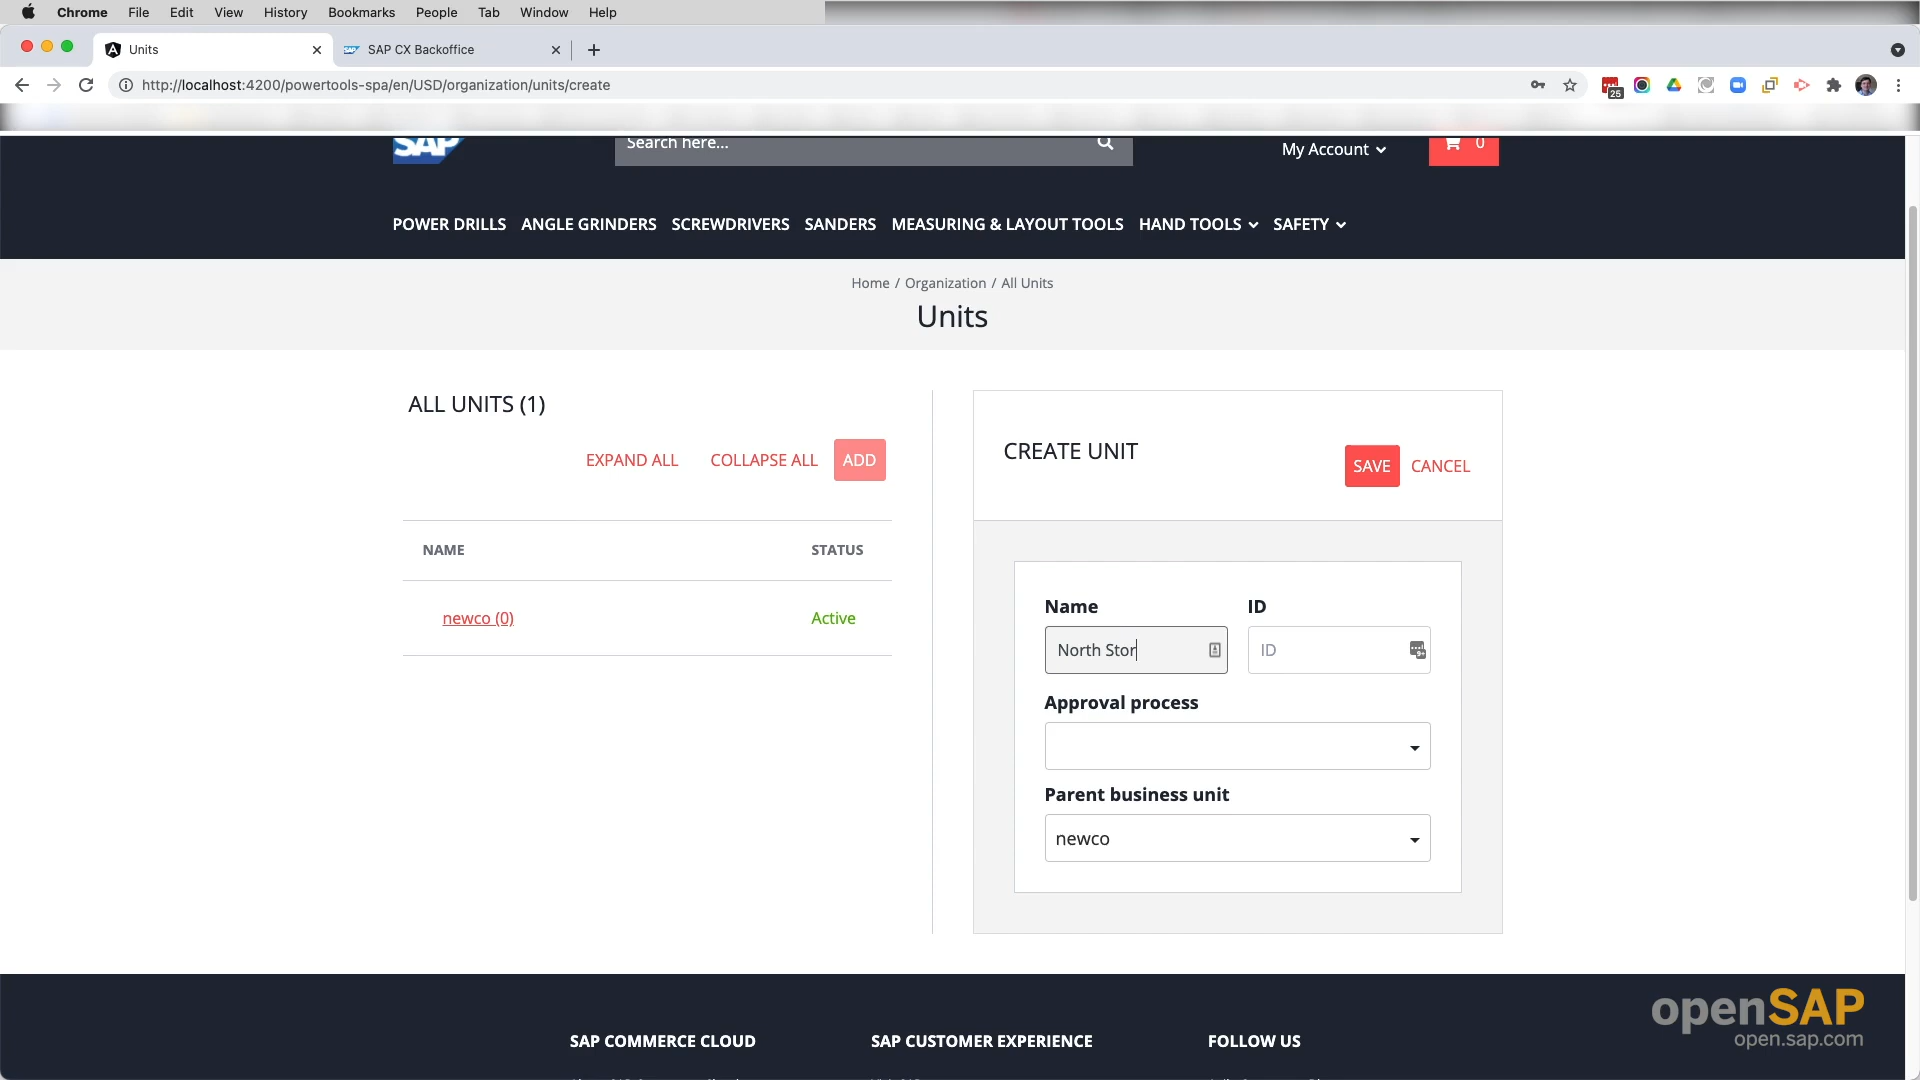 Chrome File Edit View History Bookmarks People Tab Window Help
Units
SAP CX Backoffice
http://localhost:4200/powertools-spa/en/USD/organization/units/create
25
SAP
Search here...
My Account
0
POWER DRILLS ANGLE GRINDERS SCREWDRIVERS SANDERS MEASURING & LAYOUT TOOLS HAND TOOLS SAFETY
Home / Organization / All Units
Units
ALL UNITS (1)
EXPAND ALL COLLAPSE ALL ADD
NAME STATUS
newco (0) Active
CREATE UNIT
SAVE CANCEL
Name ID
North Stor ID
Approval process
Parent business unit
newco
SAP COMMERCE CLOUD SAP CUSTOMER EXPERIENCE FOLLOW US
openSAP
open.sap.com